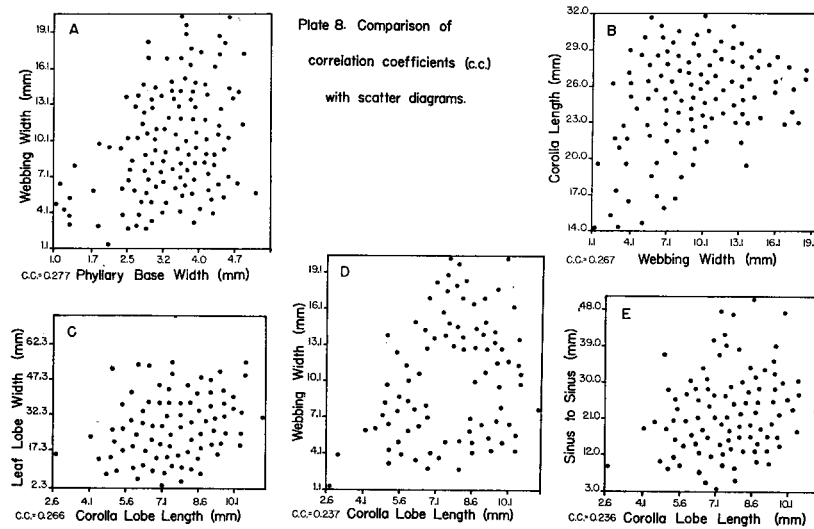 Plate 8. Comparison of
correlation coefficients (c.c.)
with scatter diagrams.
A
Webbing Width (mm)
19.1
16.1
13.1
10.1
7.1
4.1
1.1
1.0 1.8 2.5 3.2 4.0 4.7
C.C.=0.277 Phyllary Base Width (mm)
B
Corolla Length (mm)
32.0
29.0
26.0
23.0
20.0
17.0
14.0
1.1 4.1 7.1 10.1 13.1 16.1 19.1
C.C.=0.267 Webbing Width (mm)
C
Leaf Lobe Width (mm)
62.3
47.3
32.3
17.3
2.3
2.6 4.1 5.6 7.1 8.6 10.1
C.C.=0.266 Corolla Lobe Length (mm)
D
Webbing Width (mm)
19.1
16.1
13.1
10.1
7.1
4.1
1.1
2.6 4.1 5.6 7.1 8.6 10.1
C.C.=0.237 Corolla Lobe Length (mm)
E
Sinus to Sinus (mm)
48.0
39.0
30.0
21.0
12.0
3.0
2.6 4.1 5.6 7.1 8.6 10.1
C.C.=0.236 Corolla Lobe Length (mm)